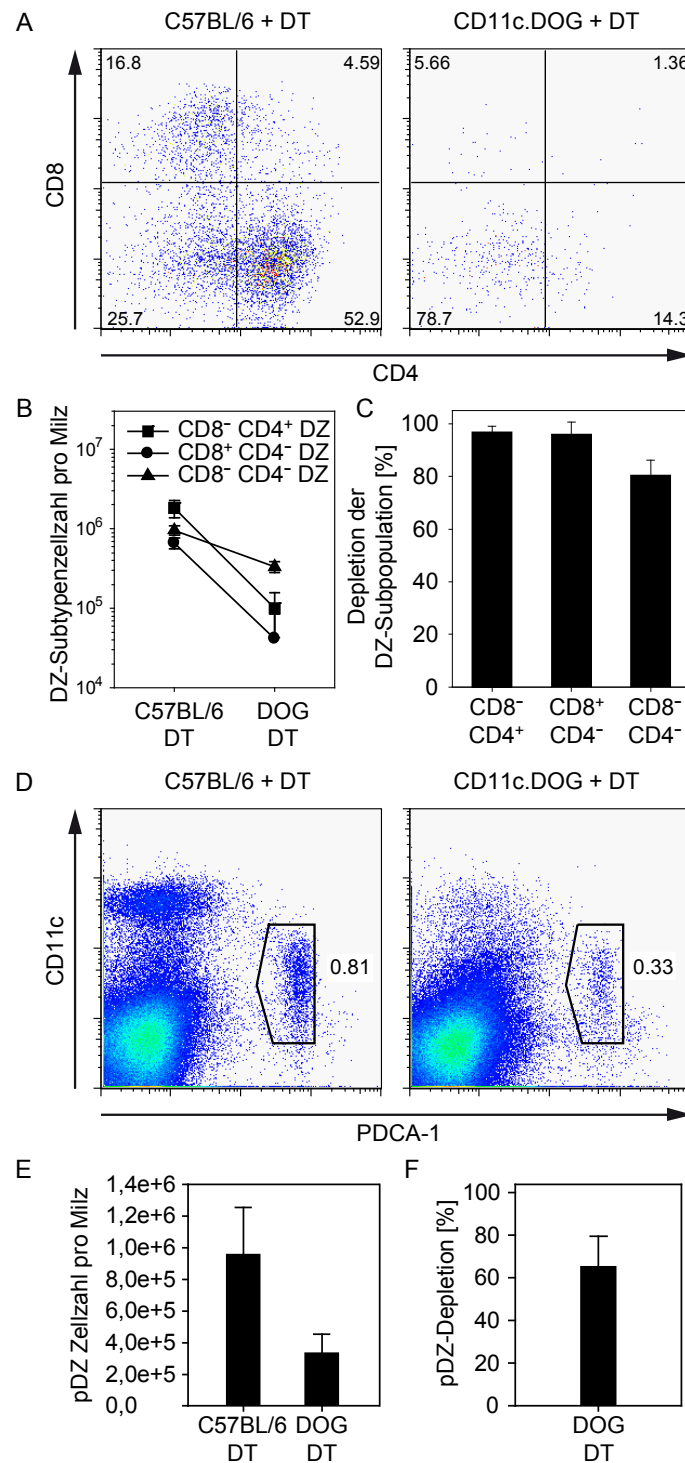 A
C57BL/6 + DT
CD11c.DOG + DT
16.8
4.59
5.66
1.36
CD8
25.7
52.9
78.7
14.3
CD4
B
CD8⁻ CD4⁺ DZ
CD8⁺ CD4⁻ DZ
CD8⁻ CD4⁻ DZ
DZ-Subtypenzellzahl pro Milz
10⁷
10⁶
10⁵
10⁴
C57BL/6
DT
DOG
DT
C
Depletion der
DZ-Subpopulation [%]
100
80
60
40
20
0
CD8⁻
CD4⁺
CD8⁺
CD4⁻
CD8⁻
CD4⁻
D
C57BL/6 + DT
CD11c.DOG + DT
CD11c
0.81
0.33
PDCA-1
E
pDZ Zellzahl pro Milz
1,4e+6
1,2e+6
1,0e+6
8,0e+5
6,0e+5
4,0e+5
2,0e+5
0,0
C57BL/6
DT
DOG
DT
F
pDZ-Depletion [%]
100
80
60
40
20
0
DOG
DT